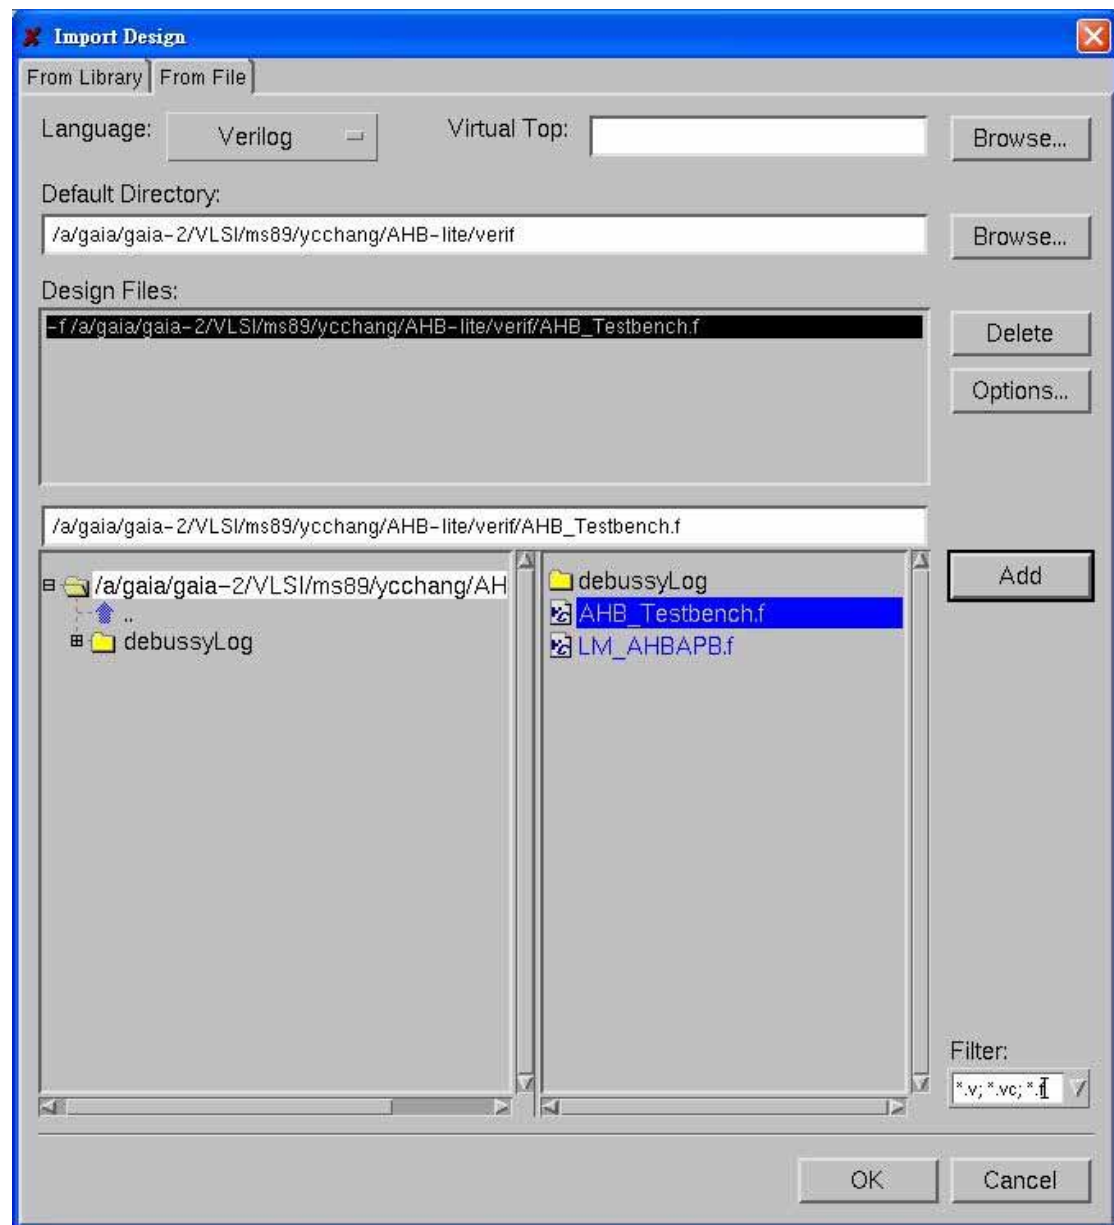 Import Design
From Library From File
Language: Verilog Virtual Top: Browse...
Default Directory:
/a/gaia/gaia-2/VLSI/ms89/ycchang/AHB-lite/verif Browse...
Design Files:
-f /a/gaia/gaia-2/VLSI/ms89/ycchang/AHB-lite/verif/AHB_Testbench.f
Delete
Options...
/a/gaia/gaia-2/VLSI/ms89/ycchang/AHB-lite/verif/AHB_Testbench.f
/a/gaia/gaia-2/VLSI/ms89/ycchang/AH
..
debussyLog
debussyLog
AHB_Testbench.f
LM_AHBAPB.f
Add
Filter:
*.v; *.vc; *.f
OK Cancel